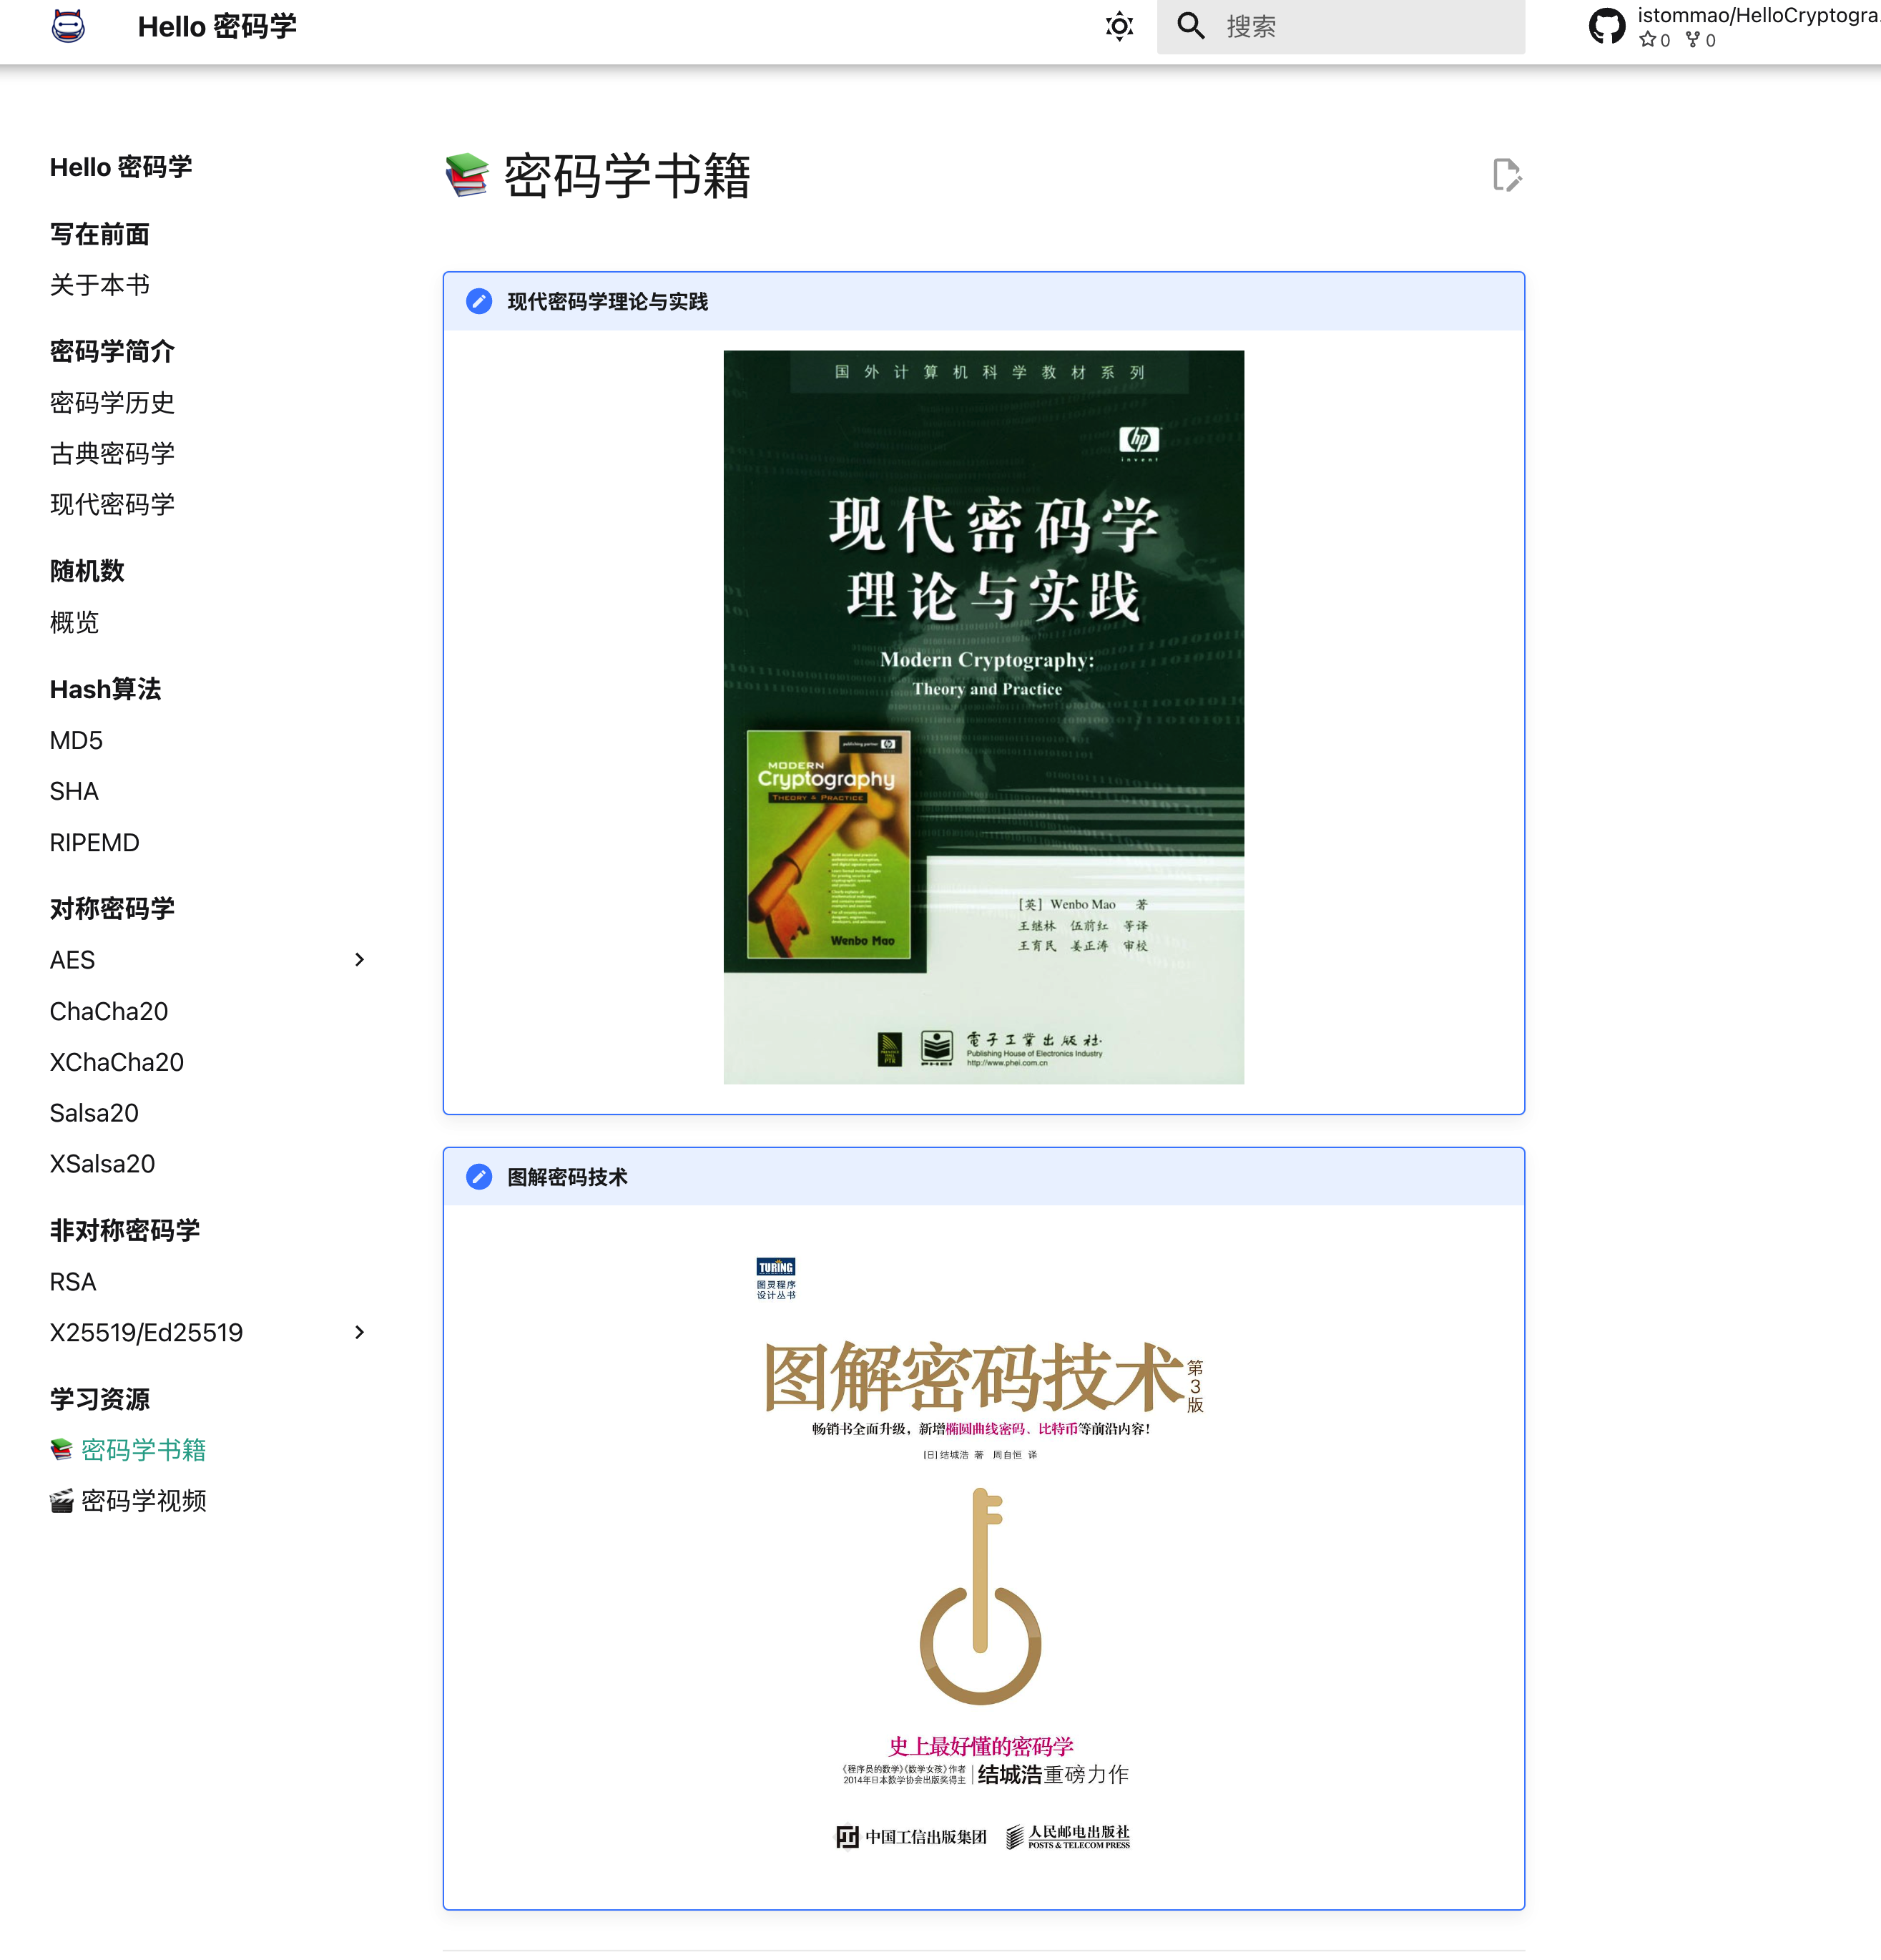 Hello 密码学
搜索
istommao/HelloCryptogra
0 0
Hello 密码学
写在前面
关于本书
密码学简介
密码学历史
古典密码学
现代密码学
随机数
概览
Hash算法
MD5
SHA
RIPEMD
对称密码学
AES
ChaCha20
XChaCha20
Salsa20
XSalsa20
非对称密码学
RSA
X25519/Ed25519
学习资源
📚 密码学书籍
🎬 密码学视频
📚 密码学书籍
现代密码学理论与实践
国外计算机科学教材系列
hp
invent
现代密码学
理论与实践
Modern Cryptography:
Theory and Practice
publishing partner hp
MODERN
Cryptography
THEORY & PRACTICE
Wenbo Mao
[英] Wenbo Mao 著
王继林 伍前红 等译
王育民 姜正涛 审校
電子工業出版社·
Publishing House of Electronics Industry
http://www.phei.com.cn
图解密码技术
TURING
图灵程序
设计丛书
图解密码技术 第3版
畅销书全面升级，新增椭圆曲线密码、比特币等前沿内容！
[日]结城浩 著 周自恒 译
史上最好懂的密码学
《程序员的数学》《数学女孩》作者
2014年日本数学协会出版奖得主
结城浩重磅力作
中国工信出版集团
人民邮电出版社
POSTS & TELECOM PRESS